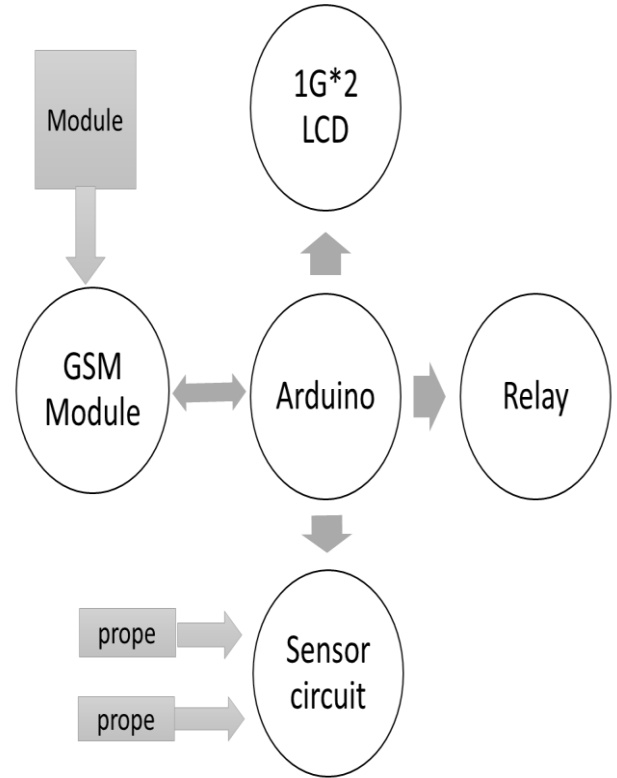 Module
1G*2
LCD
GSM
Module
Arduino
Relay
prope
prope
Sensor
circuit